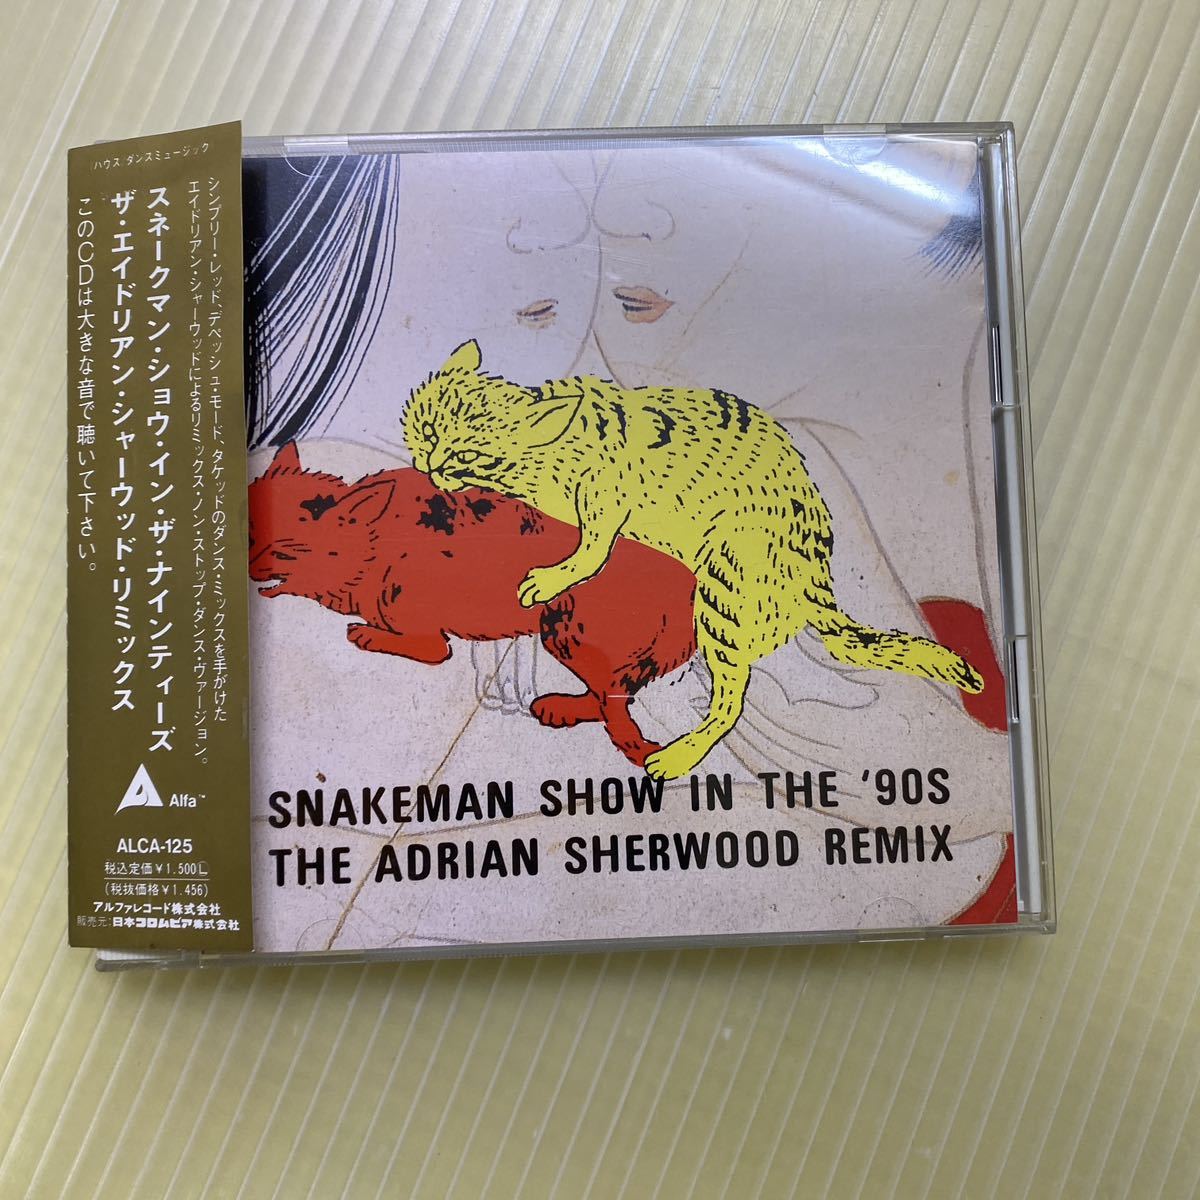 ハウス/ダンスミュージック
シンプリー・レッド、デペッシュ・モード、タケッドのダンス・ミックスを手がけた
エイドリアン・シャーウッドによるリミックス・ノン・ストップ・ダンス・ヴァージョン。
スネークマン・ショウ・イン・ザ・ナインティーズ
ザ・エイドリアン・シャーウッド・リミックス
このCDは大きな音で聴いて下さい。
Alfa™
ALCA-125
税込定価¥1.500L
(税抜価格¥1.456)
アルファレコード株式会社
販売元:日本コロムビア株式会社
SNAKEMAN SHOW IN THE '90S
THE ADRIAN SHERWOOD REMIX